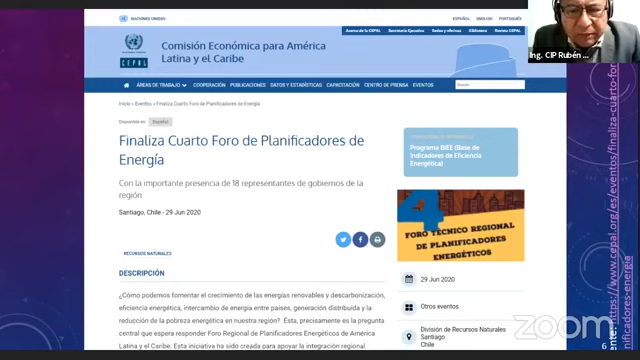 NACIONES UNIDAS
ESPAÑOL ENGLISH PORTUGUÊS
Acerca de la CEPAL Secretaría Ejecutiva Sedes y oficinas Biblioteca Revista CEPAL
CEPAL
Comisión Económica para América
Latina y el Caribe
ÁREAS DE TRABAJO COOPERACIÓN PUBLICACIONES DATOS Y ESTADÍSTICAS CAPACITACIÓN CENTRO DE PRENSA EVENTOS
Buscar
Inicio » Eventos » Finaliza Cuarto Foro de Planificadores de Energía
Disponible en: Español
Finaliza Cuarto Foro de Planificadores de
Energía
Con la importante presencia de 18 representantes de gobiernos de la
región
Santiago, Chile - 29 Jun 2020
RECURSOS NATURALES
DESCRIPCIÓN
¿Cómo podemos fomentar el crecimiento de las energías renovables y descarbonización,
eficiencia energética, intercambio de energía entre países, generación distribuida y la
reducción de la pobreza energética en nuestra región? Ésta, precisamente es la pregunta
central que espera responder Foro Regional de Planificadores Energéticos de América
Latina y el Caribe. Esta iniciativa ha sido creada para apoyar la integración regional
Programa BIEE (Base de
Indicadores de Eficiencia
Energética)
4
FORO TÉCNICO REGIONAL
DE PLANIFICADORES
ENERGÉTICOS
29 Jun 2020
Otros eventos
División de Recursos Naturales
Santiago
Chile
Ing. CIP Rubén ...
ente: https://www.cepal.org/es/eventos/finaliza-cuarto-for
nificadores-energia
6
zoom